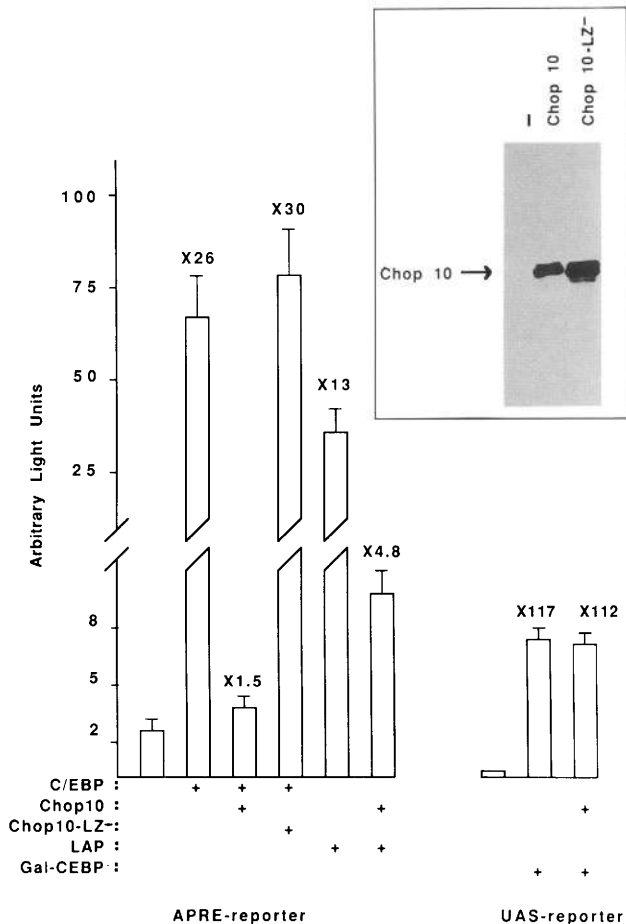 –
Chop 10
Chop 10-LZ–
Chop 10
100
75
50
25
8
5
2
Arbitrary Light Units
X26
X1.5
X30
X13
X4.8
X117
X112
C/EBP : + + +
Chop10 : + + +
Chop10-LZ– : +
LAP : + +
Gal-CEBP : + +
APRE-reporter
UAS-reporter